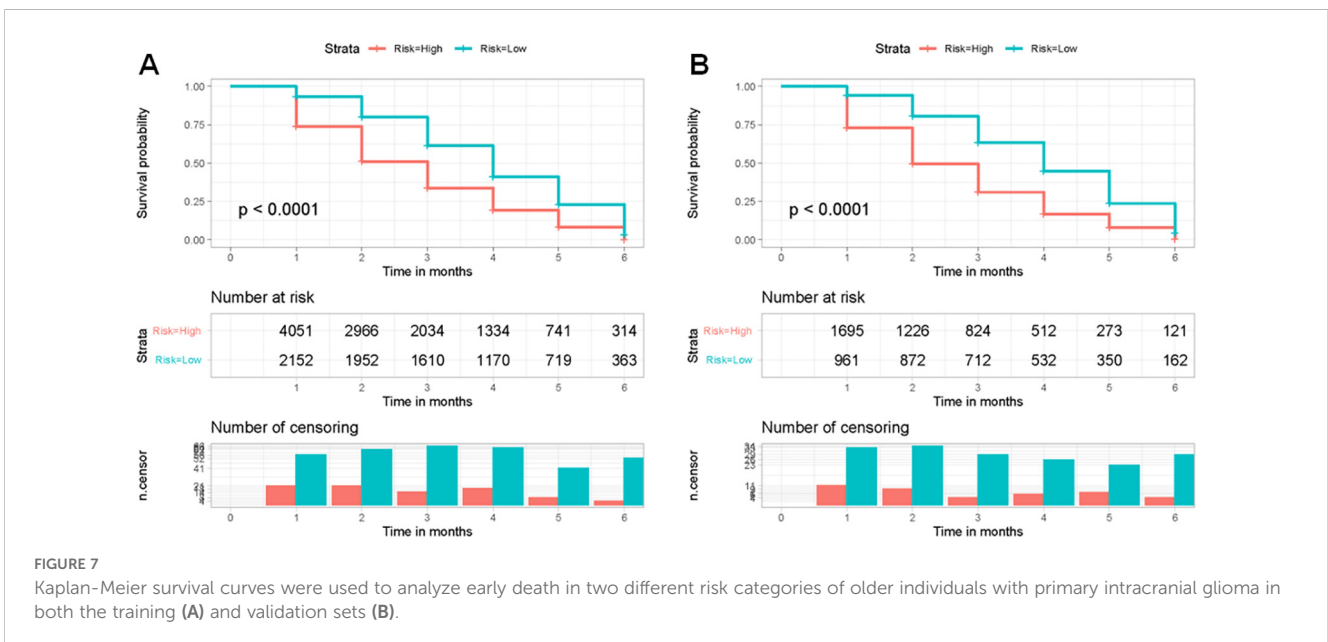 Strata Risk=High Risk=Low
A
1.00
0.75
0.50
0.25
0.00
Survival probability
p < 0.0001
0 1 2 3 4 5 6
Time in months
Number at risk
Strata
Risk=High 4051 2966 2034 1334 741 314
Risk=Low 2152 1952 1610 1170 719 363
1 2 3 4 5 6
Time in months
Number of censoring
n.censor
52
41
0 1 2 3 4 5 6
Time in months
Strata Risk=High Risk=Low
B
1.00
0.75
0.50
0.25
0.00
Survival probability
p < 0.0001
0 1 2 3 4 5 6
Time in months
Number at risk
Strata
Risk=High 1695 1226 824 512 273 121
Risk=Low 961 872 712 532 350 162
1 2 3 4 5 6
Time in months
Number of censoring
n.censor
0 1 2 3 4 5 6
Time in months
FIGURE 7
Kaplan-Meier survival curves were used to analyze early death in two different risk categories of older individuals with primary intracranial glioma in
both the training (A) and validation sets (B).